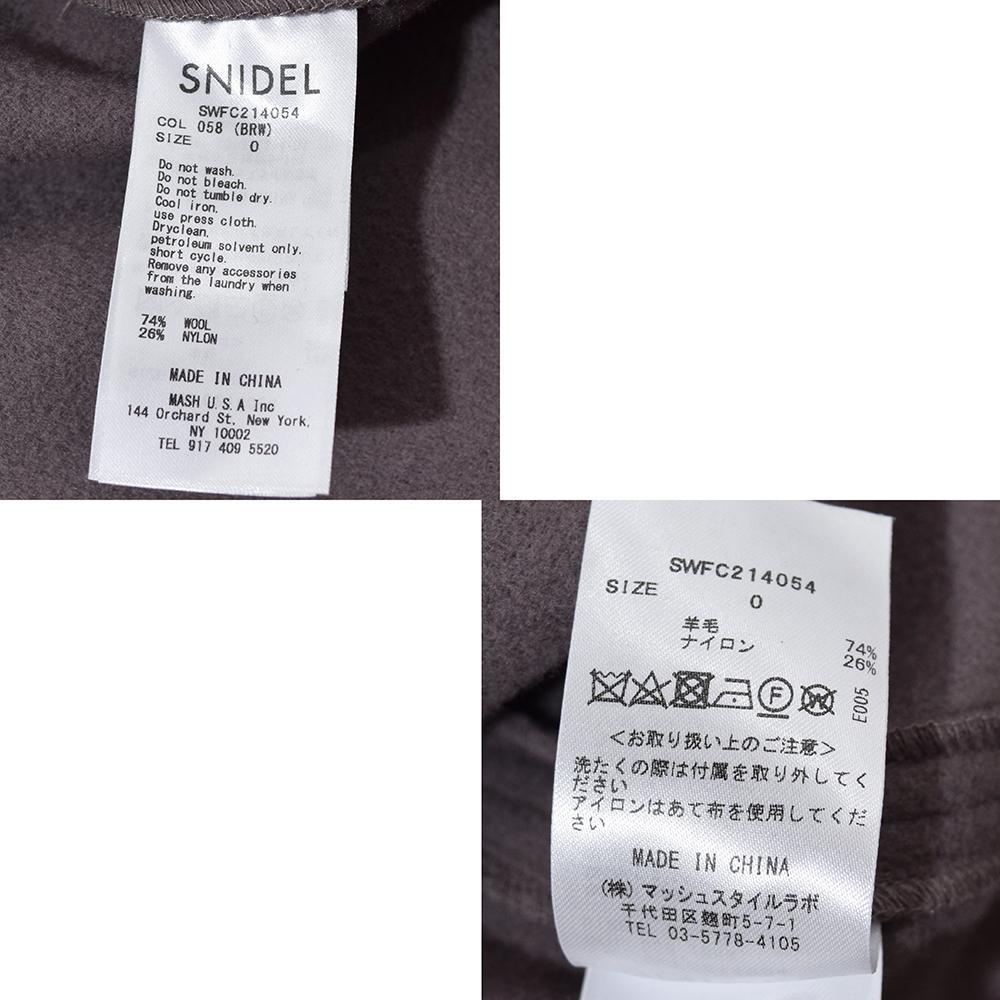 SNIDEL
SWFC214054
COL 058 (BRW)
SIZE 0
Do not wash.
Do not bleach.
Do not tumble dry.
Cool iron.
use press cloth.
Dryclean.
petroleum solvent only.
short cycle.
Remove any accessories
from the laundry when
washing.
74% WOOL
26% NYLON
MADE IN CHINA
MASH U.S.A Inc
144 Orchard St, New York,
NY 10002
TEL 917 409 5520
SWFC214054
SIZE 0
羊毛 74%
ナイロン 26%
F W E005
<お取り扱い上のご注意>
洗たくの際は付属を取り外してく
ださい
アイロンはあて布を使用してくだ
さい
MADE IN CHINA
(株) マッシュスタイルラボ
千代田区麹町5-7-1
TEL 03-5778-4105